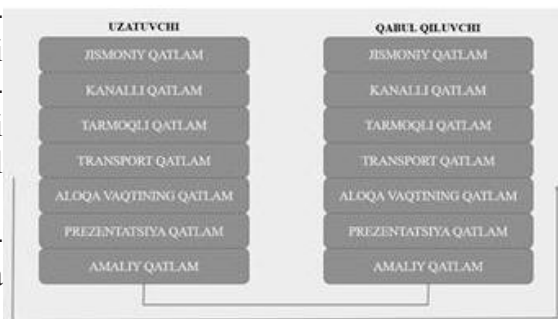 UZATUVCHI
JISMONIY QATLAM
KANALLI QATLAM
TARMOQLI QATLAM
TRANSPORT QATLAM
ALOQA VAQTINING QATLAM
PREZENTATSIYA QATLAM
AMALIY QATLAM
QABUL QILUVCHI
JISMONIY QATLAM
KANALLI QATLAM
TARMOQLI QATLAM
TRANSPORT QATLAM
ALOQA VAQTINING QATLAM
PREZENTATSIYA QATLAM
AMALIY QATLAM